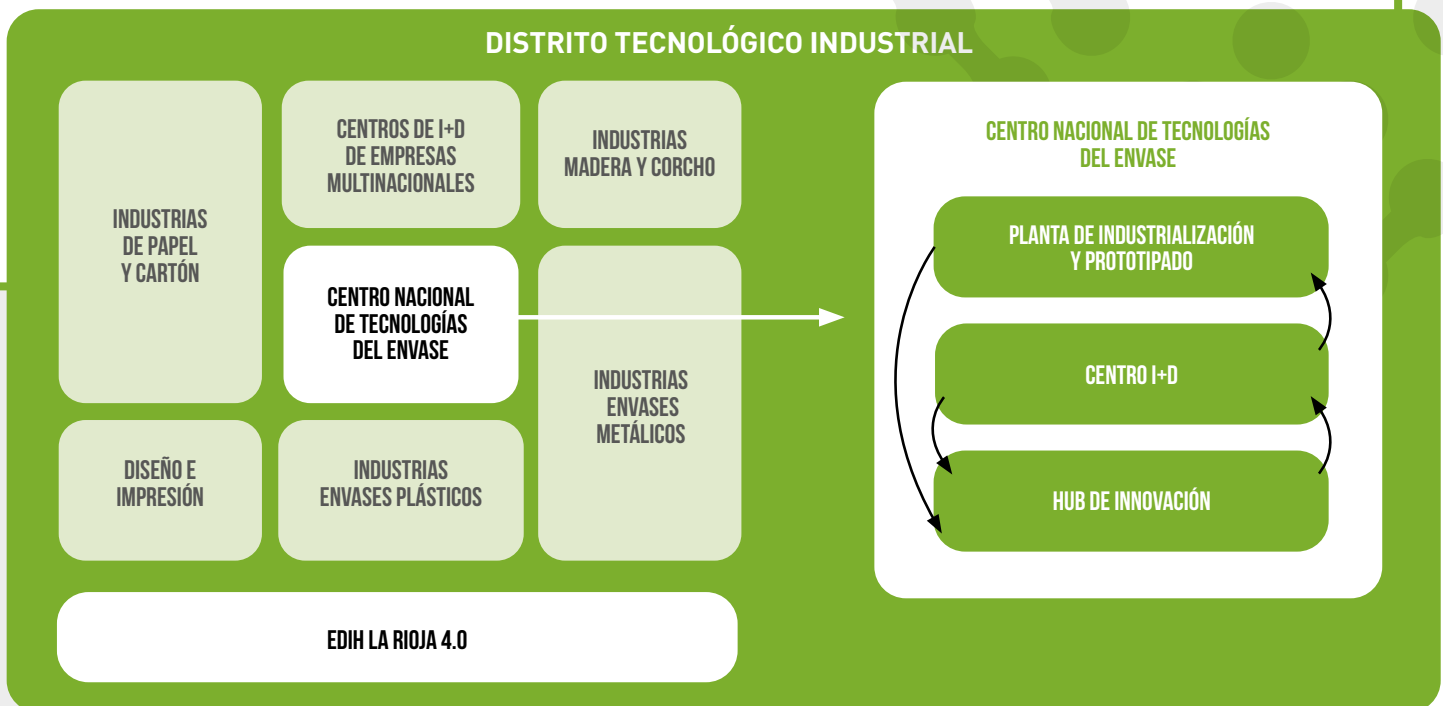 DISTRITO TECNOLÓGICO INDUSTRIAL
INDUSTRIAS
DE PAPEL
Y CARTÓN
CENTROS DE I+D
DE EMPRESAS
MULTINACIONALES
INDUSTRIAS
MADERA Y CORCHO
CENTRO NACIONAL
DE TECNOLOGÍAS
DEL ENVASE
INDUSTRIAS
ENVASES
METÁLICOS
DISEÑO E
IMPRESIÓN
INDUSTRIAS
ENVASES PLÁSTICOS
EDIH LA RIOJA 4.0
CENTRO NACIONAL DE TECNOLOGÍAS
DEL ENVASE
PLANTA DE INDUSTRIALIZACIÓN
Y PROTOTIPADO
CENTRO I+D
HUB DE INNOVACIÓN